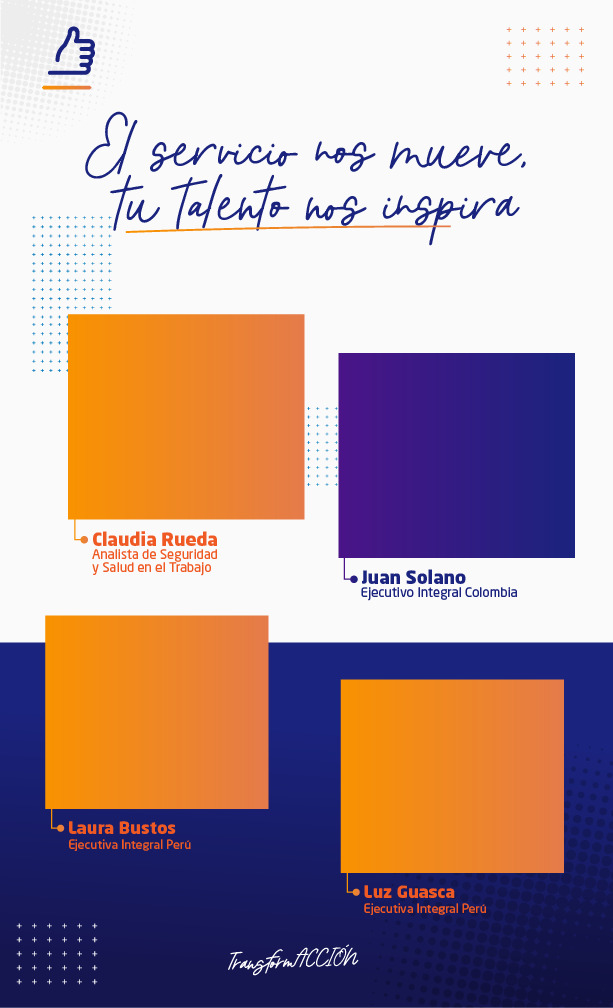 El servicio nos mueve,
tu talento nos inspira
Claudia Rueda
Analista de Seguridad
y Salud en el Trabajo
Juan Solano
Ejecutivo Integral Colombia
Laura Bustos
Ejecutiva Integral Perú
Luz Guasca
Ejecutiva Integral Perú
TransformACCIÓN